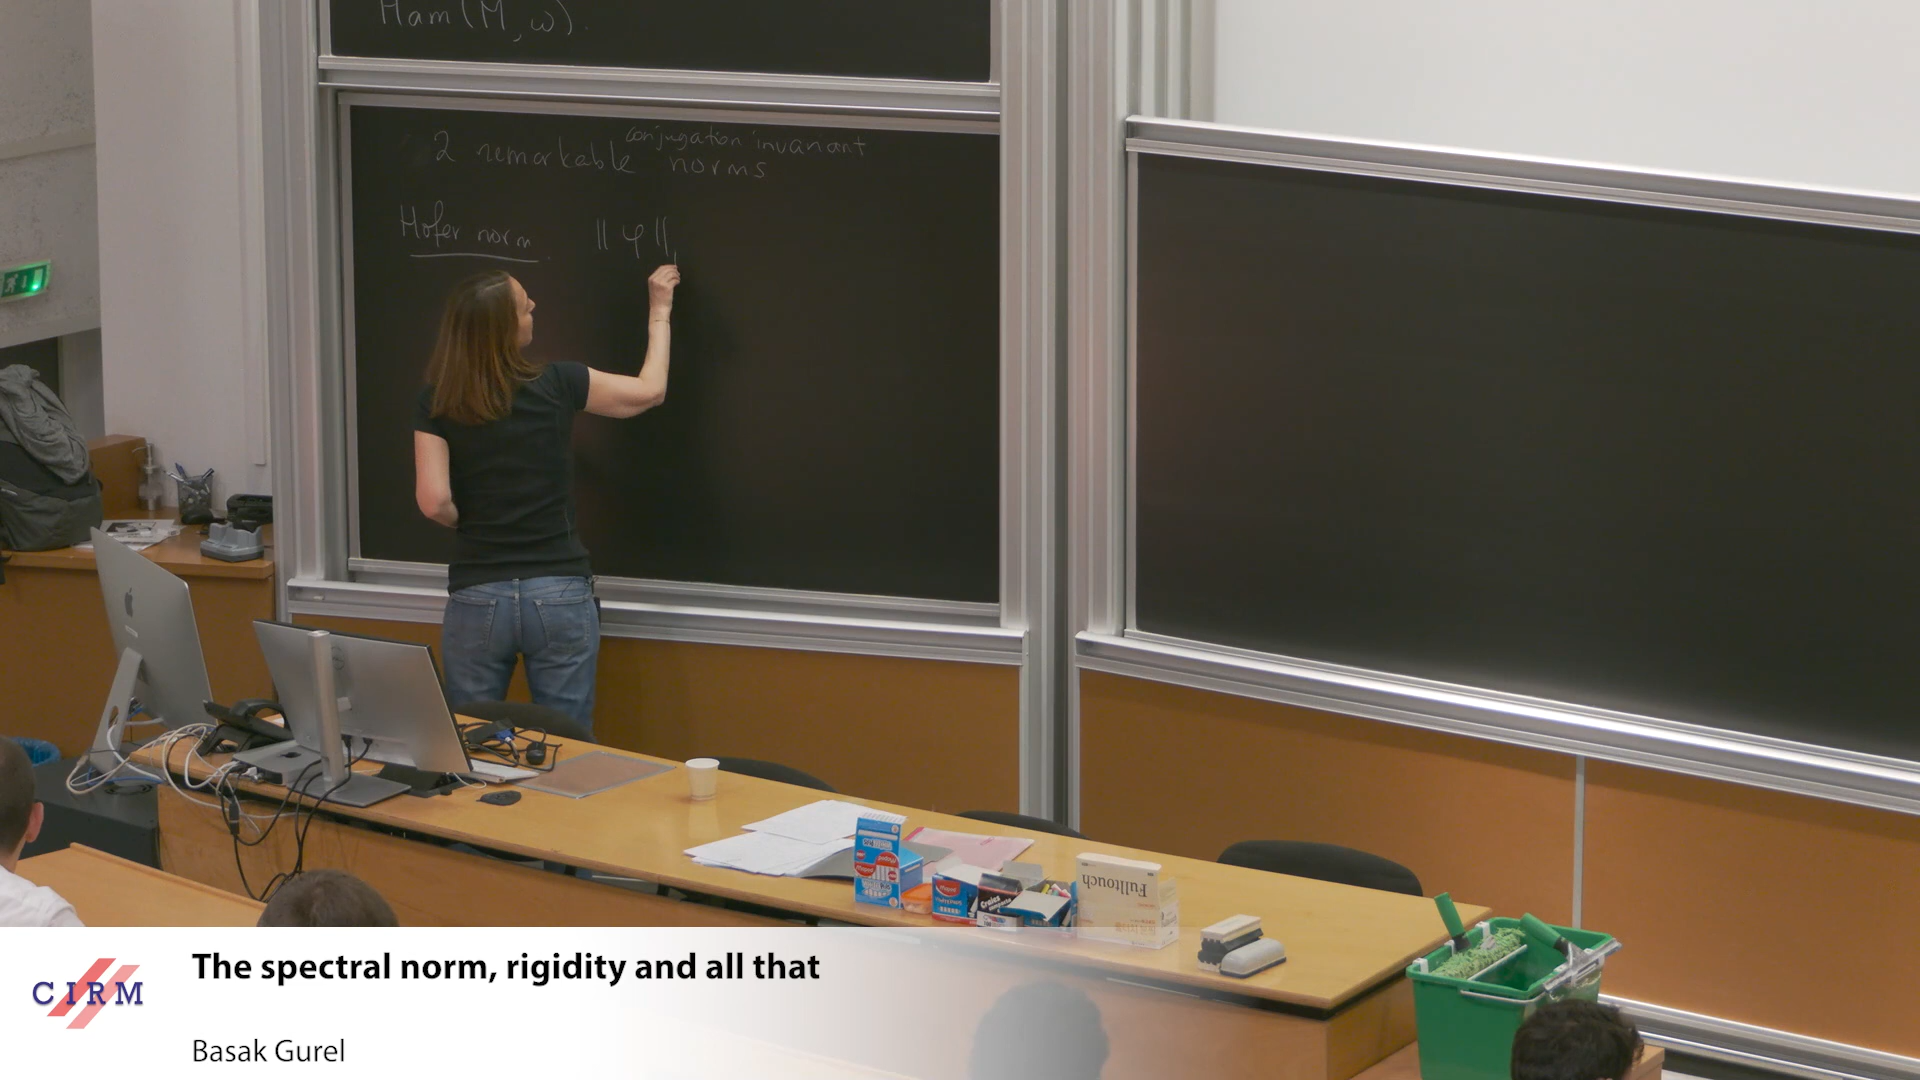 Ham(M, ω).
2 remarkable conjugation invariant norms
Hofer norm. ‖φ‖
Fulltouch
CIRM
The spectral norm, rigidity and all that
Basak Gurel